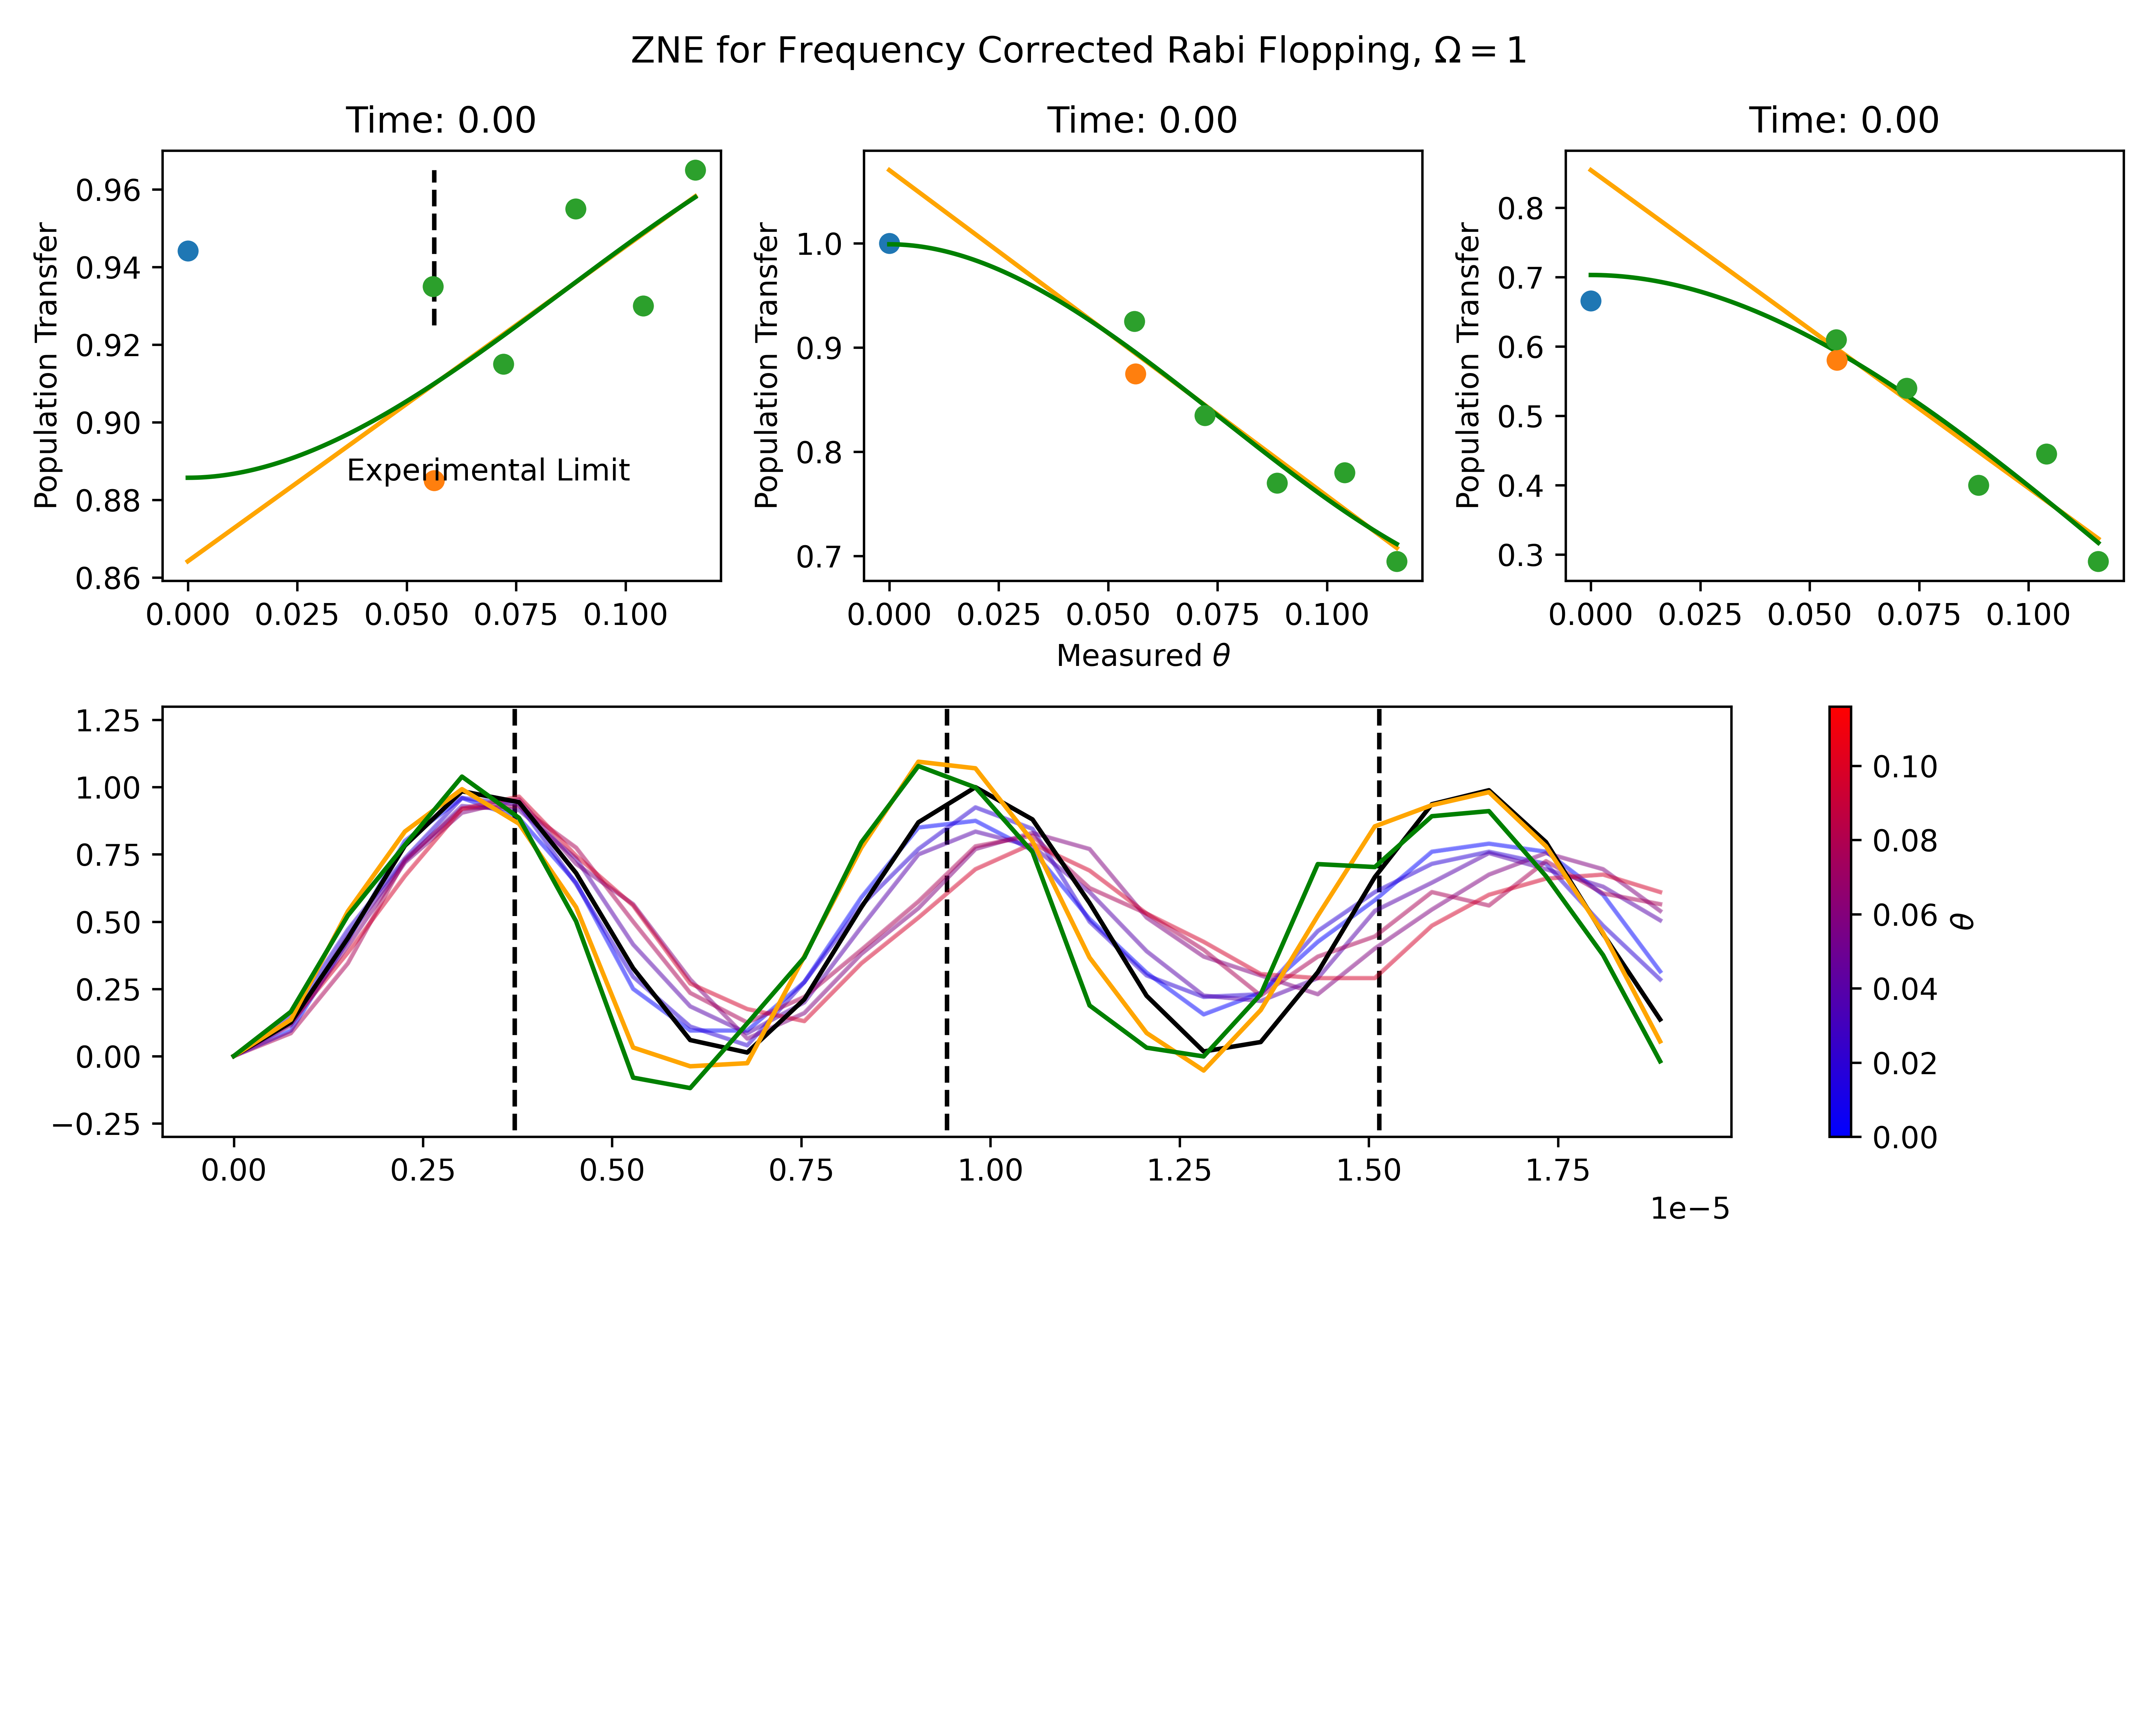 ZNE for Frequency Corrected Rabi Flopping, Ω = 1
Time: 0.00
Time: 0.00
Time: 0.00
Population Transfer
0.96
0.94
0.92
0.90
0.88
0.86
Experimental Limit
0.000 0.025 0.050 0.075 0.100
Population Transfer
1.0
0.9
0.8
0.7
0.000 0.025 0.050 0.075 0.100
Measured θ
Population Transfer
0.8
0.7
0.6
0.5
0.4
0.3
0.000 0.025 0.050 0.075 0.100
1.25
1.00
0.75
0.50
0.25
0.00
−0.25
0.00 0.25 0.50 0.75 1.00 1.25 1.50 1.75
1e−5
0.10
0.08
0.06
0.04
0.02
0.00
θ